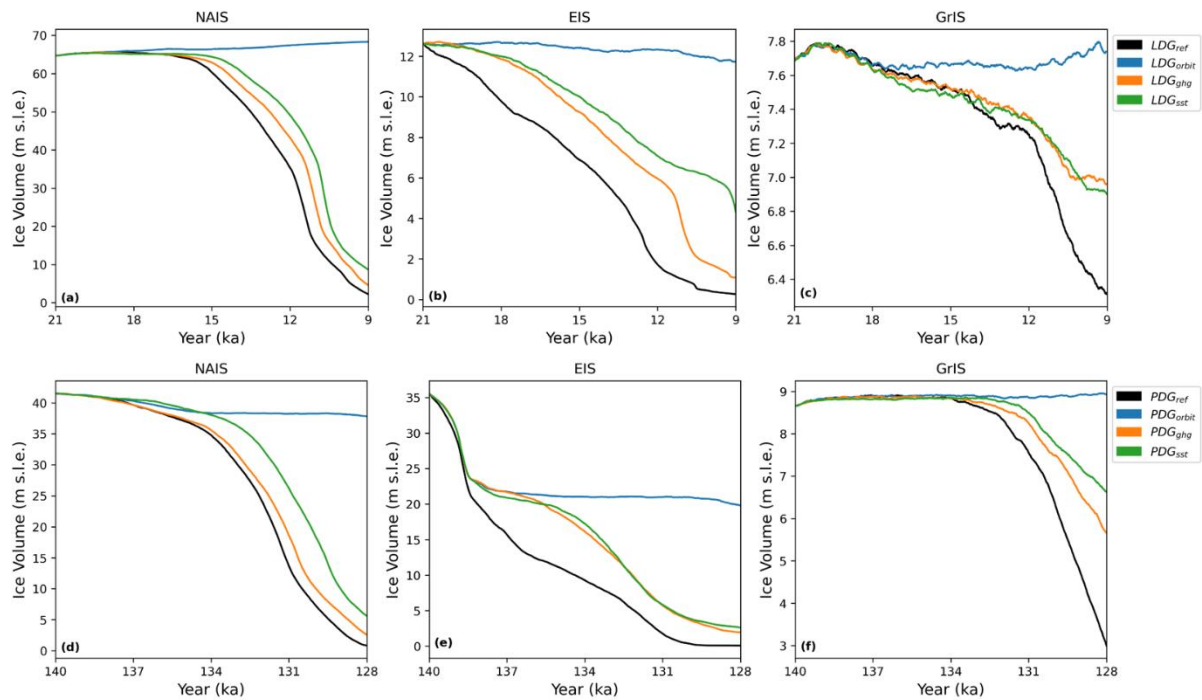 NAIS
EIS
GrIS
Ice Volume (m s.l.e.)
70
60
50
40
30
20
10
0
(a)
21
18
15
12
9
Year (ka)
Ice Volume (m s.l.e.)
12
10
8
6
4
2
0
(b)
21
18
15
12
9
Year (ka)
Ice Volume (m s.l.e.)
7.8
7.6
7.4
7.2
7.0
6.8
6.6
6.4
(c)
21
18
15
12
9
Year (ka)
LDGref
LDGorbit
LDGghg
LDGsst
NAIS
EIS
GrIS
Ice Volume (m s.l.e.)
40
35
30
25
20
15
10
5
0
(d)
140
137
134
131
128
Year (ka)
Ice Volume (m s.l.e.)
35
30
25
20
15
10
5
0
(e)
140
137
134
131
128
Year (ka)
Ice Volume (m s.l.e.)
9
8
7
6
5
4
3
(f)
140
137
134
131
128
Year (ka)
PDGref
PDGorbit
PDGghg
PDGsst